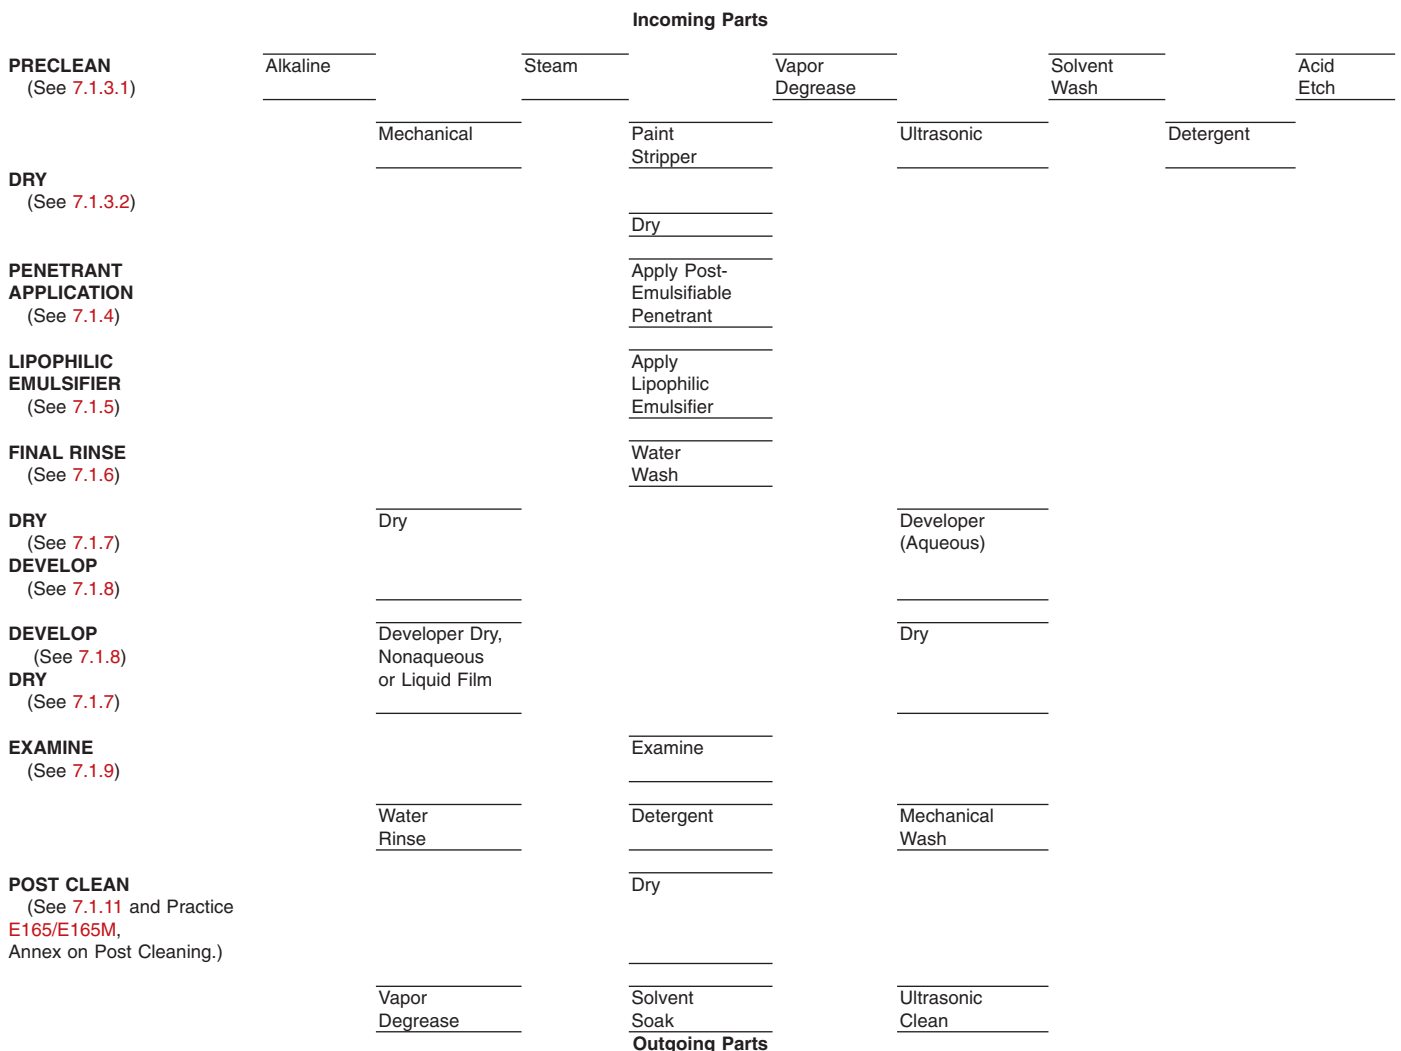 Incoming Parts
PRECLEAN Alkaline Steam Vapor Solvent Acid
(See 7.1.3.1) Degrease Wash Etch
Mechanical Paint Ultrasonic Detergent
Stripper
DRY
(See 7.1.3.2)
Dry
PENETRANT Apply Post-
APPLICATION Emulsifiable
(See 7.1.4) Penetrant
LIPOPHILIC Apply
EMULSIFIER Lipophilic
(See 7.1.5) Emulsifier
FINAL RINSE Water
(See 7.1.6) Wash
DRY Dry Developer
(See 7.1.7) (Aqueous)
DEVELOP
(See 7.1.8)
DEVELOP Developer Dry, Dry
(See 7.1.8) Nonaqueous
DRY or Liquid Film
(See 7.1.7)
EXAMINE Examine
(See 7.1.9)
Water Detergent Mechanical
Rinse Wash
POST CLEAN Dry
(See 7.1.11 and Practice
E165/E165M,
Annex on Post Cleaning.)
Vapor Solvent Ultrasonic
Degrease Soak Clean
Outgoing Parts